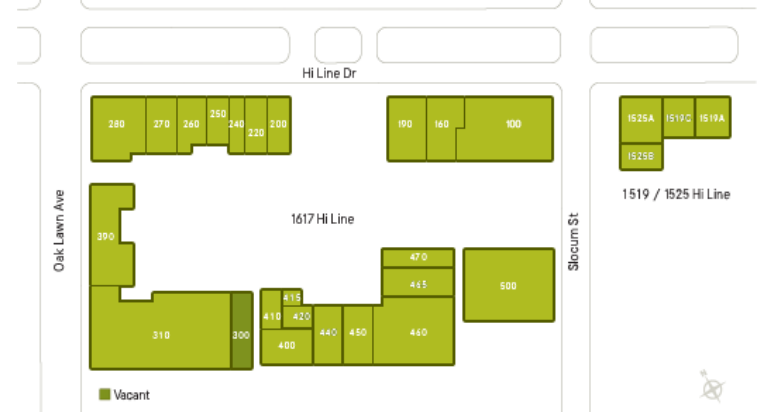 Hi Line Dr
280
270
260
250
240
220
200
190
160
100
1525A
1519C
1519A
1525B
1519 / 1525 Hi Line
Oak Lawn Ave
390
1617 Hi Line
Slocum St
470
465
500
415
410
420
440
450
460
400
310
300
Vacant